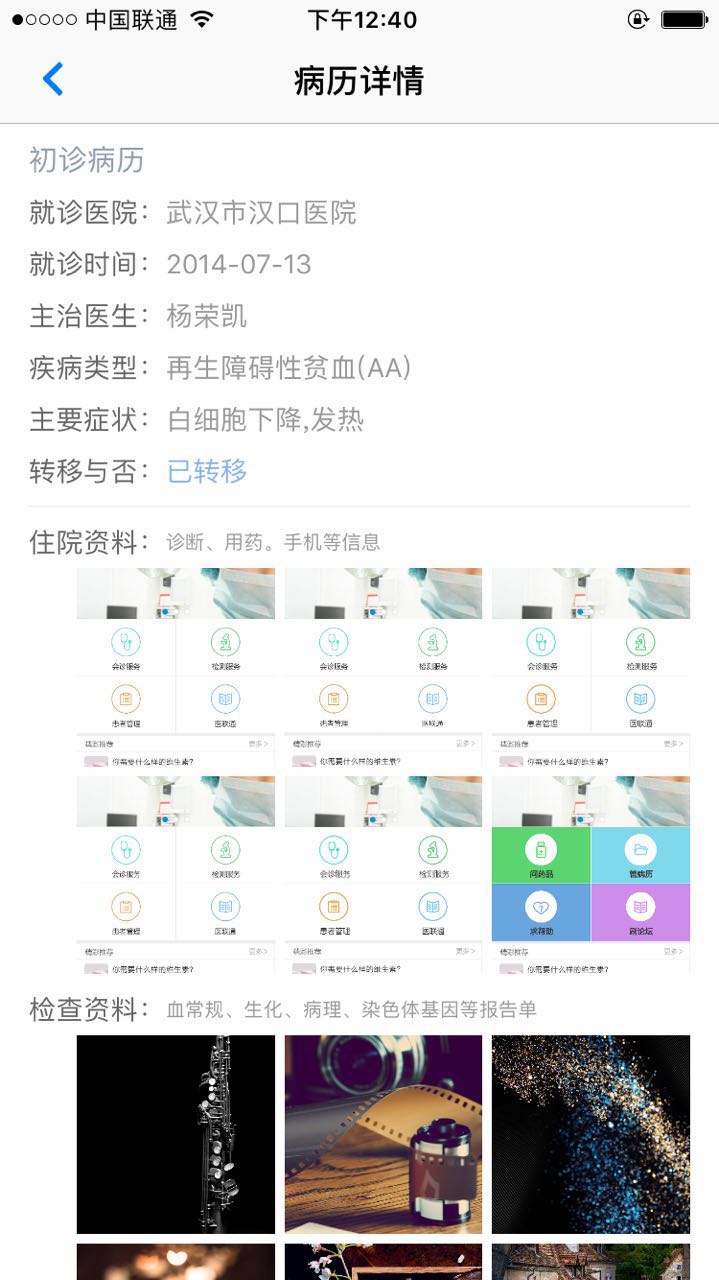 中国联通 下午12:40
病历详情
初诊病历
就诊医院：武汉市汉口医院
就诊时间：2014-07-13
主治医生：杨荣凯
疾病类型：再生障碍性贫血(AA)
主要症状：白细胞下降,发热
转移与否：已转移
住院资料：诊断、用药。手机等信息
会诊服务 检测服务 会诊服务 检测服务 会诊服务 检测服务
患者管理 医联通 患者管理 医联通 患者管理 医联通
精彩推荐 更多> 精彩推荐 更多> 精彩推荐 更多>
你需要什么样的维生素? 你需要什么样的维生素? 你需要什么样的维生素?
会诊服务 检测服务 会诊服务 检测服务 问药品 管病历
患者管理 医联通 患者管理 医联通 求帮助 剧论坛
精彩推荐 更多> 精彩推荐 更多> 精彩推荐 更多>
你需要什么样的维生素? 你需要什么样的维生素? 你需要什么样的维生素?
检查资料：血常规、生化、病理、染色体基因等报告单